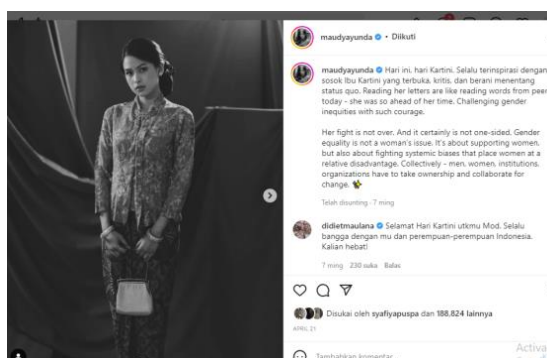 maudyayunda • Diikuti
maudyayunda Hari ini, hari Kartini. Selalu terinspirasi dengan
sosok Ibu Kartini yang terbuka, kritis, dan berani menentang
status quo. Reading her letters are like reading words from peer
today - she was so ahead of her time. Challenging gender
inequities with such courage.
Her fight is not over. And it certainly is not one-sided. Gender
equality is not a woman's issue. It's about supporting women,
but also about fighting systemic biases that place women at a
relative disadvantage. Collectively - men, women, institutions,
organizations have to take ownership and collaborate for
change.
Telah disunting · 7 ming
didietmaulana Selamat Hari Kartini utkmu Mod. Selalu
bangga dengan mu dan perempuan-perempuan Indonesia.
Kalian hebat!
7 ming 230 suka Balas
Disukai oleh syafiyapuspa dan 188.824 lainnya
APRIL 21
Tambahkan komentar
Activa